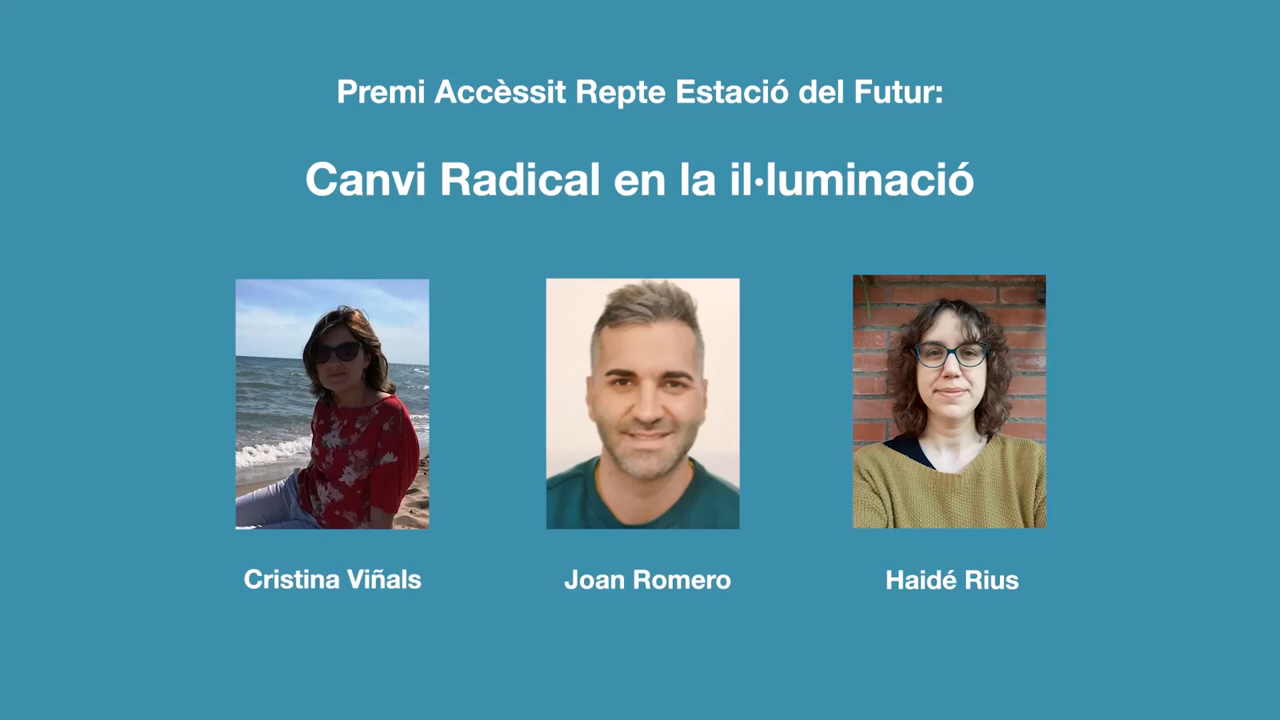 Premi Accèssit Repte Estació del Futur:
Canvi Radical en la il·luminació
Cristina Viñals
Joan Romero
Haidé Rius